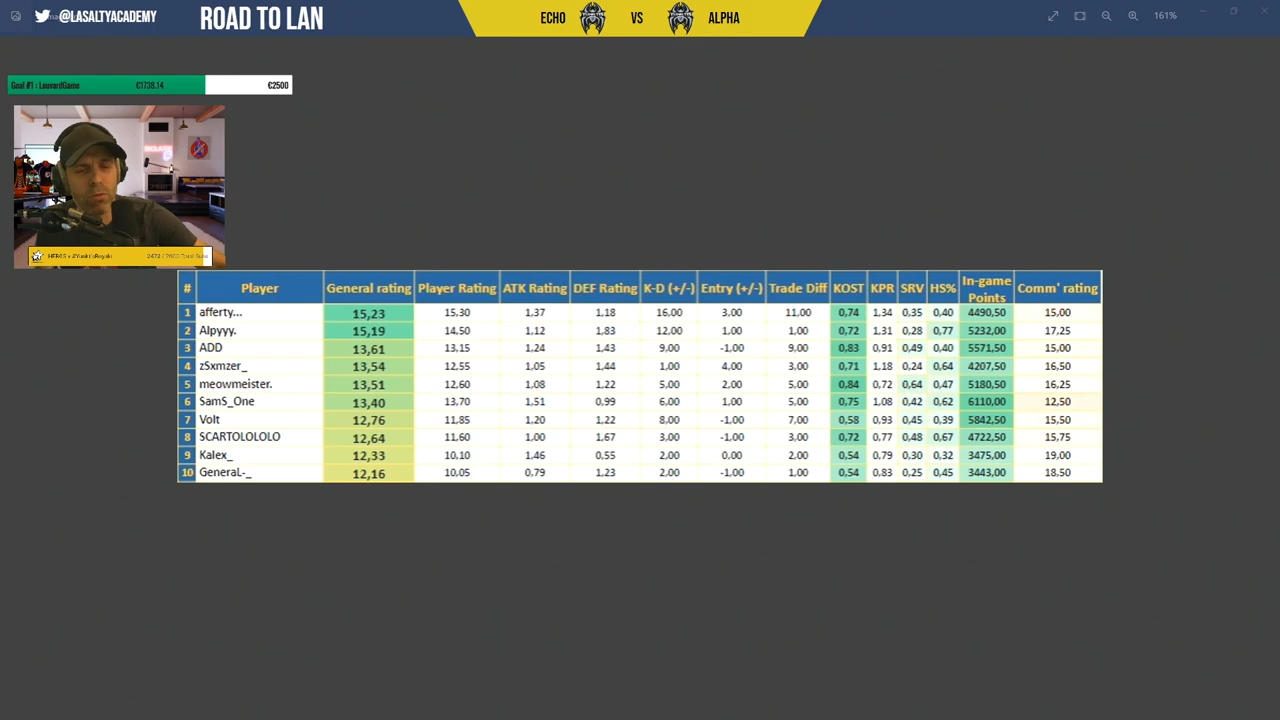 @LASALTYACADEMY ROAD TO LAN ECHO VS ALPHA 161%
Goal #1 : LouvardGame €1738.14 €2500
# Player General rating Player Rating ATK Rating DEF Rating K-D (+/-) Entry (+/-) Trade Diff KOST KPR SRV HS% In-game Points Comm' rating
1 afferty... 15,23 15,30 1,37 1,18 16,00 3,00 11,00 0,74 1,34 0,35 0,40 4490,50 15,00
2 Alpyyy. 15,19 14,50 1,12 1,83 12,00 1,00 1,00 0,72 1,31 0,28 0,77 5232,00 17,25
3 ADD 13,61 13,15 1,24 1,43 9,00 -1,00 9,00 0,83 0,91 0,49 0,40 5571,50 15,00
4 zSxmzer_ 13,54 12,55 1,05 1,44 1,00 4,00 3,00 0,71 1,18 0,24 0,64 4207,50 16,50
5 meowmeister. 13,51 12,60 1,08 1,22 5,00 2,00 5,00 0,84 0,72 0,64 0,47 5180,50 16,25
6 SamS_One 13,40 13,70 1,51 0,99 6,00 1,00 5,00 0,75 1,08 0,42 0,62 6110,00 12,50
7 Volt 12,76 11,85 1,20 1,22 8,00 -1,00 7,00 0,58 0,93 0,45 0,39 5842,50 15,50
8 SCARTOLOLOLO 12,64 11,60 1,00 1,67 3,00 -1,00 3,00 0,72 0,77 0,48 0,67 4722,50 15,75
9 Kalex_ 12,33 10,10 1,46 0,55 2,00 0,00 2,00 0,54 0,79 0,30 0,32 3475,00 19,00
10 GeneraL-_ 12,16 10,05 0,79 1,23 2,00 -1,00 1,00 0,54 0,83 0,25 0,45 3443,00 18,50